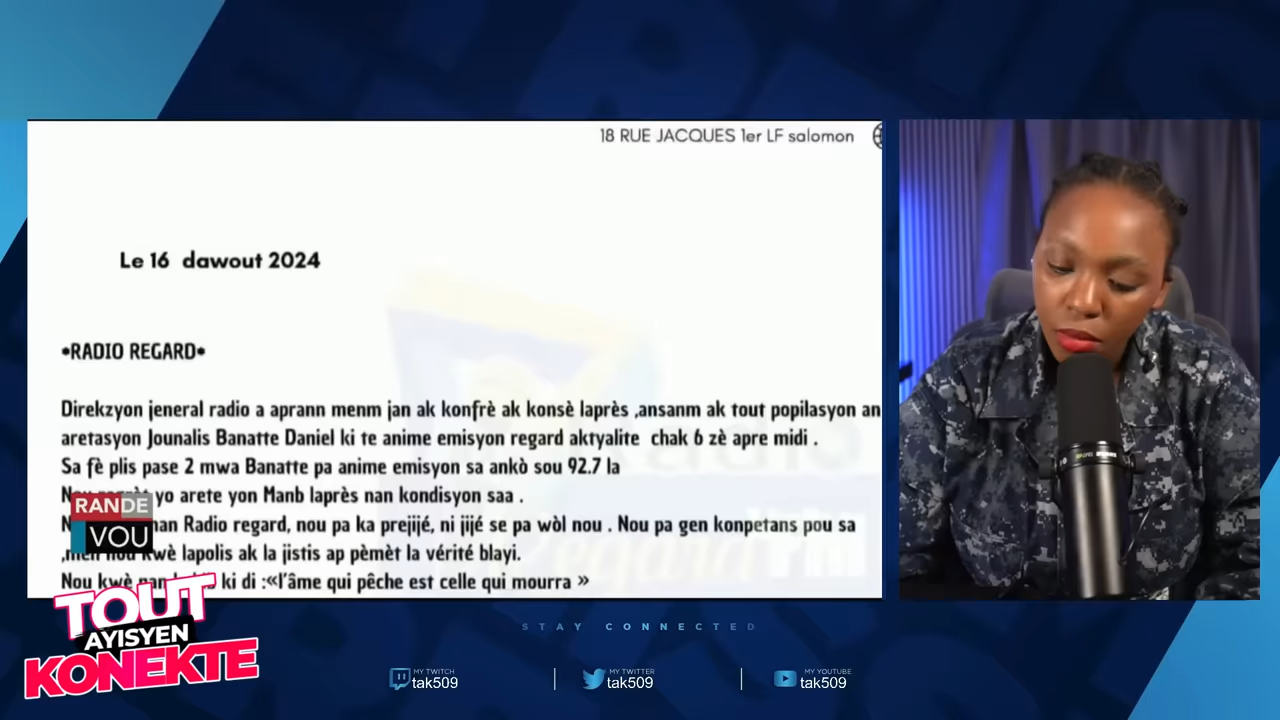 18 RUE JACQUES 1er LF salomon
Le 16 dawout 2024
•RADIO REGARD•
Direkzyon jeneral radio a aprann menm jan ak konfrè ak konsè laprès ,ansanm ak tout popilasyon an
aretasyon Jounalis Banatte Daniel ki te anime emisyon regard aktyalite chak 6 zè apre midi .
Sa fè plis pase 2 mwa Banatte pa anime emisyon sa ankò sou 92.7 la
yo arete yon Manb laprès nan kondisyon saa .
nan Radio regard, nou pa ka prejijé, ni jijé se pa wòl nou . Nou pa gen konpetans pou sa
,men nou kwè lapolis ak la jistis ap pèmèt la vérité blayi.
Nou kwè ki di :«l'âme qui pêche est celle qui mourra »
RANDE
VOU
TOUT
AYISYEN
KONEKTE
STAY CONNECTED
MY TWITCH
tak509
MY TWITTER
tak509
MY YOUTUBE
tak509